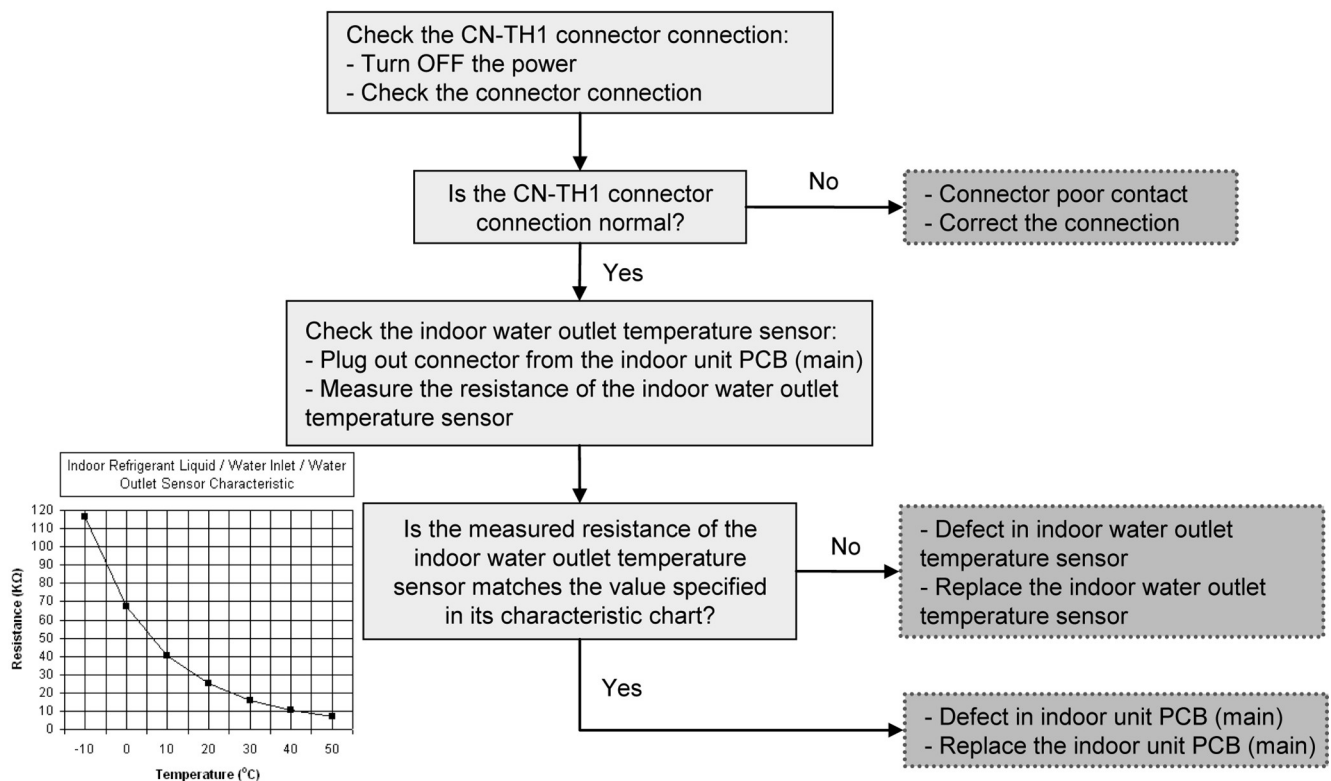 Check the CN-TH1 connector connection:
- Turn OFF the power
- Check the connector connection
Is the CN-TH1 connector
connection normal?
No
- Connector poor contact
- Correct the connection
Yes
Check the indoor water outlet temperature sensor:
- Plug out connector from the indoor unit PCB (main)
- Measure the resistance of the indoor water outlet
temperature sensor
Is the measured resistance of the
indoor water outlet temperature
sensor matches the value specified
in its characteristic chart?
No
- Defect in indoor water outlet
temperature sensor
- Replace the indoor water outlet
temperature sensor
Yes
- Defect in indoor unit PCB (main)
- Replace the indoor unit PCB (main)
Indoor Refrigerant Liquid / Water Inlet / Water
Outlet Sensor Characteristic
Resistance (KΩ)
120
110
100
90
80
70
60
50
40
30
20
10
0
-10 0 10 20 30 40 50
Temperature (°C)